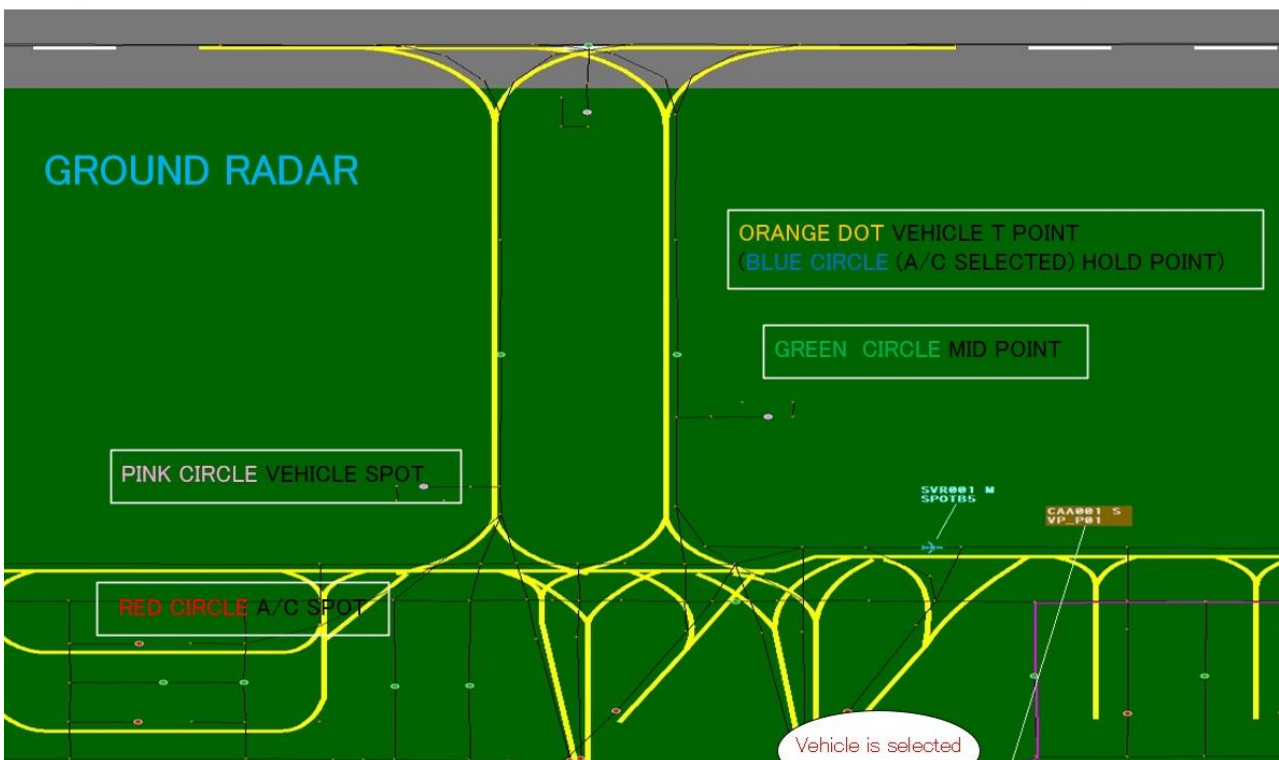 GROUND RADAR
ORANGE DOT VEHICLE T POINT
(BLUE CIRCLE (A/C SELECTED) HOLD POINT)
GREEN CIRCLE MID POINT
PINK CIRCLE VEHICLE SPOT
SVR001 M
SPOTB5
CAA001 S
VP_P01
RED CIRCLE A/C SPOT
Vehicle is selected